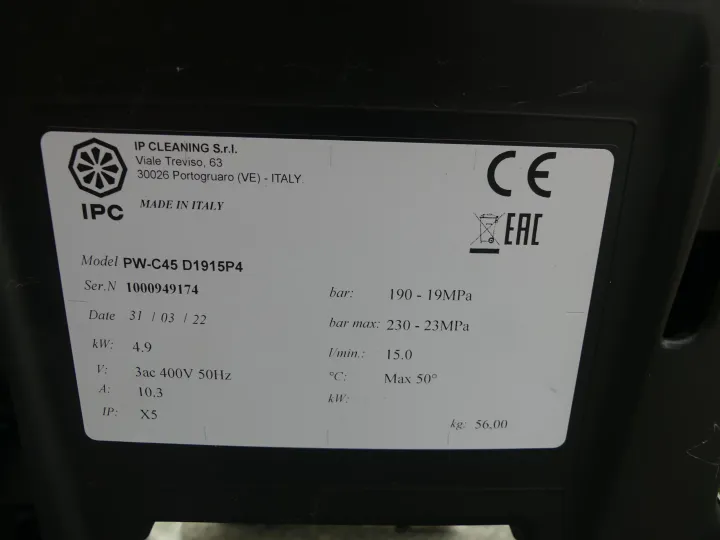 IP CLEANING S.r.l.
Viale Treviso, 63
30026 Portogruaro (VE) - ITALY
IPC
MADE IN ITALY
CE
EAC
Model PW-C45 D1915P4
Ser.N 1000949174
Date 31 / 03 / 22
kW: 4.9
V: 3ac 400V 50Hz
A: 10.3
IP: X5
bar: 190 - 19MPa
bar max: 230 - 23MPa
l/min.: 15.0
°C: Max 50°
kW:
kg: 56,00